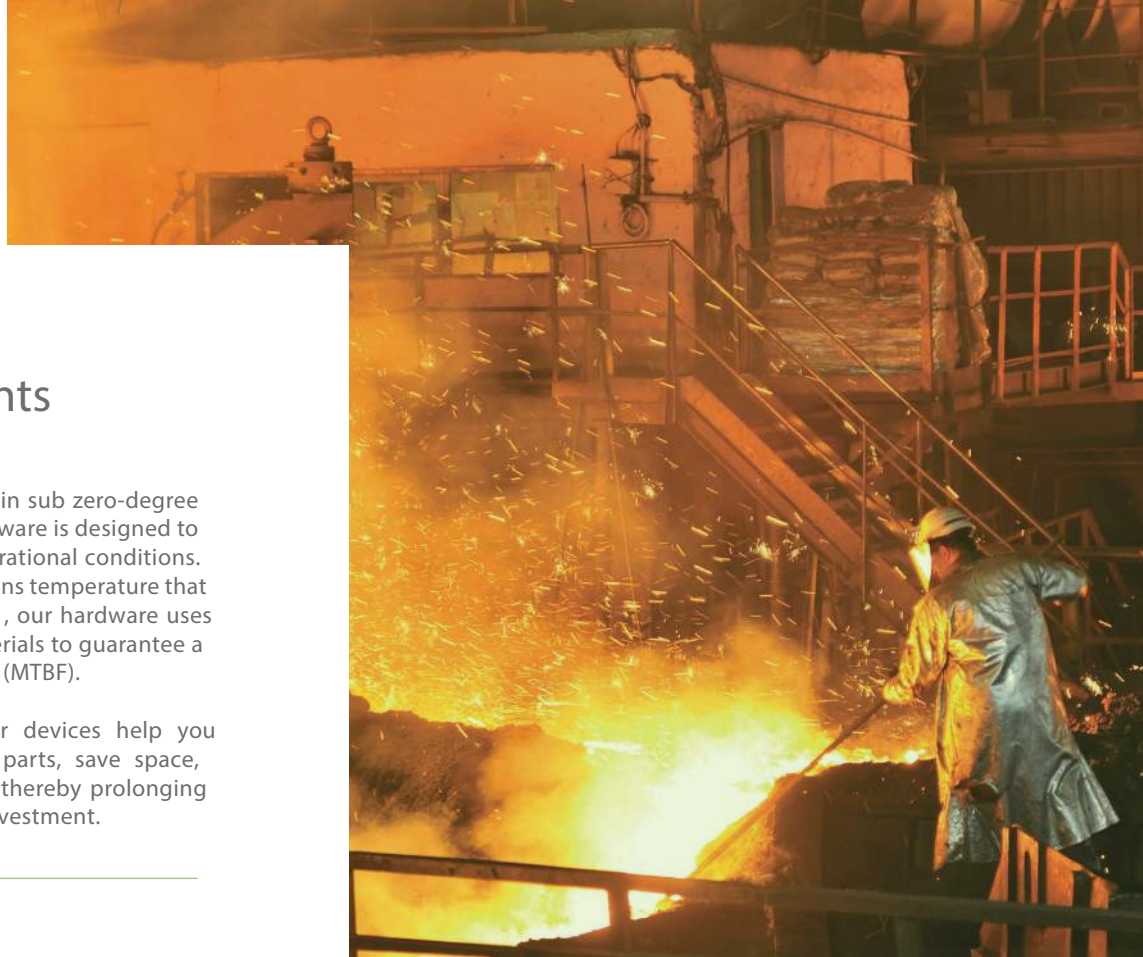 nts
in sub zero-degree
ware is designed to
rational conditions.
ns temperature that
, our hardware uses
erials to guarantee a
(MTBF).
r devices help you
parts, save space,
thereby prolonging
vestment.